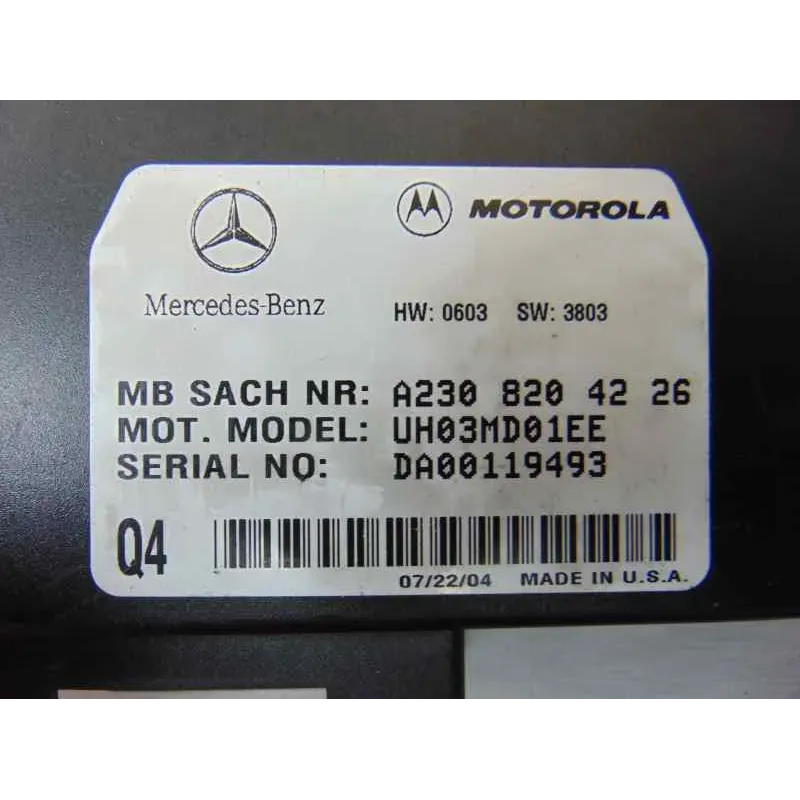 MOTOROLA
Mercedes-Benz
HW: 0603 SW: 3803
MB SACH NR: A230 820 42 26
MOT. MODEL: UH03MD01EE
SERIAL NO: DA00119493
Q4
07/22/04 MADE IN U.S.A.